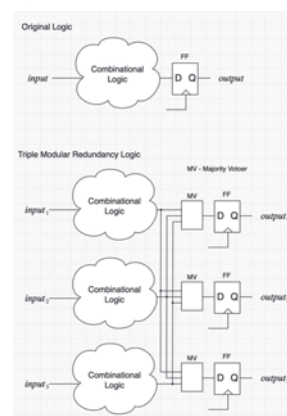 Original Logic
FF
input
Combinational
Logic
D Q
output
Triple Modular Redundancy Logic
MV - Majority Votoer
Combinational
Logic
MV
FF
input₁
D Q
output
Combinational
Logic
MV
FF
input₂
D Q
output
Combinational
Logic
MV
FF
input₃
D Q
output